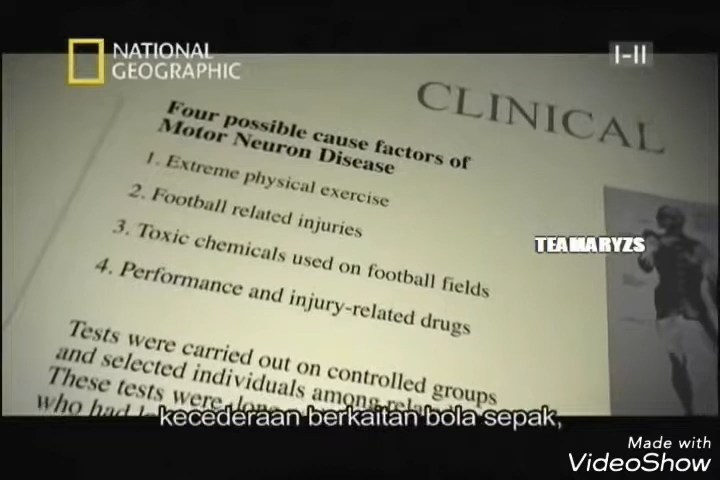 NATIONAL
GEOGRAPHIC
I-II
CLINICAL
Four possible cause factors of
Motor Neuron Disease
1. Extreme physical exercise
2. Football related injuries
3. Toxic chemicals used on football fields
4. Performance and injury-related drugs
TEAMARYZS
Tests were carried out on controlled groups
and selected individuals among
These tests were
who had
kecederaan berkaitan bola sepak,
Made with
VideoShow